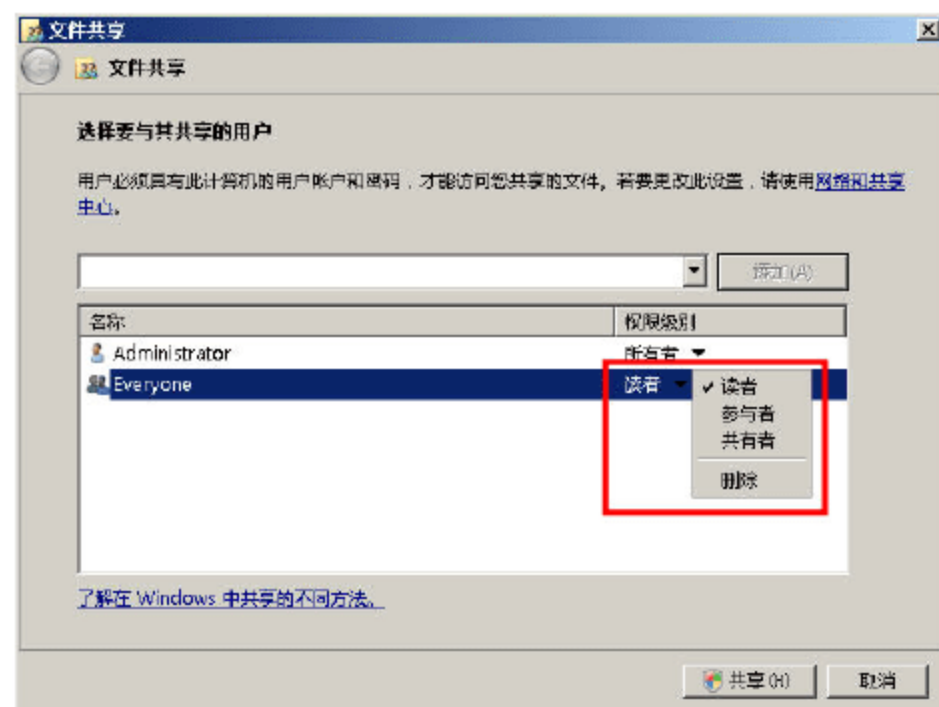 文件共享
文件共享
选择要与其共享的用户
用户必须具有此计算机的用户帐户和密码，才能访问您共享的文件。若要更改此设置，请使用网络和共享
中心。
添加(A)
名称 权限级别
Administrator 所有者
Everyone 读者
读者
参与者
共有者
删除
了解在 Windows 中共享的不同方法。
共享(H) 取消